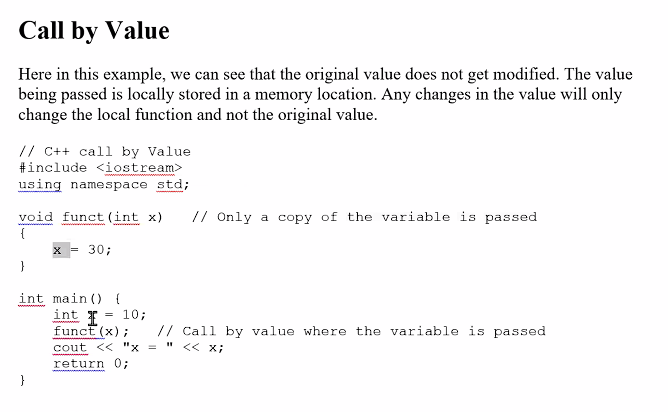 Call by Value
Here in this example, we can see that the original value does not get modified. The value
being passed is locally stored in a memory location. Any changes in the value will only
change the local function and not the original value.
// C++ call by Value
#include <iostream>
using namespace std;
void funct(int x)   // Only a copy of the variable is passed
{
    x = 30;
}
int main() {
    int = 10;
    funct(x);   // Call by value where the variable is passed
    cout << "x = " << x;
    return 0;
}